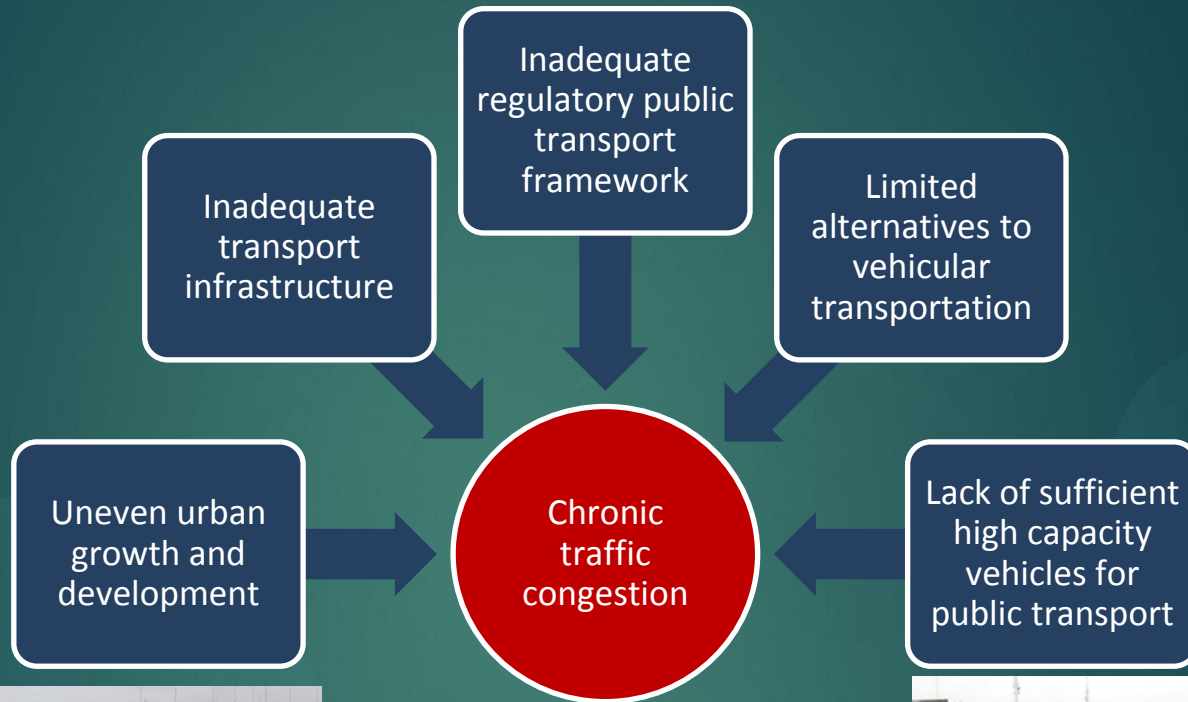 Inadequate
regulatory public
transport
framework
Inadequate
transport
infrastructure
Limited
alternatives to
vehicular
transportation
Uneven urban
growth and
development
Chronic
traffic
congestion
Lack of sufficient
high capacity
vehicles for
public transport